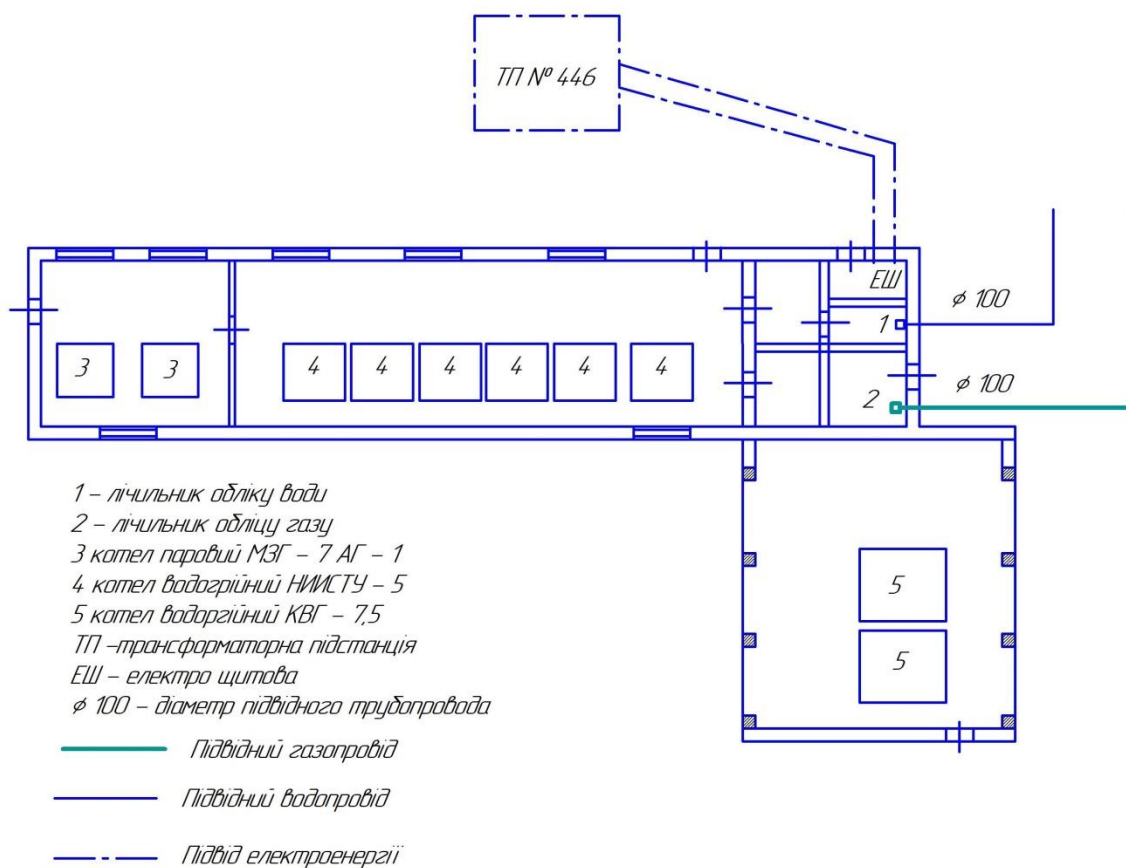 ТП № 446
ЕШ
1
ϕ 100
3
3
4
4
4
4
4
4
2
ϕ 100
1 – лічильник обліку води
2 – лічильник обліцу газу
3 котел паровий МЗГ – 7 АГ – 1
4 котел водогрійний НИИСТУ – 5
5 котел водоргійний КВГ – 7,5
ТП –трансформаторна підстанція
ЕШ – електро щитова
ϕ 100 – діаметр підвідного трубопровода
5
5
Підвідний газопровід
Підвідний водопровід
Підвід електроенергії